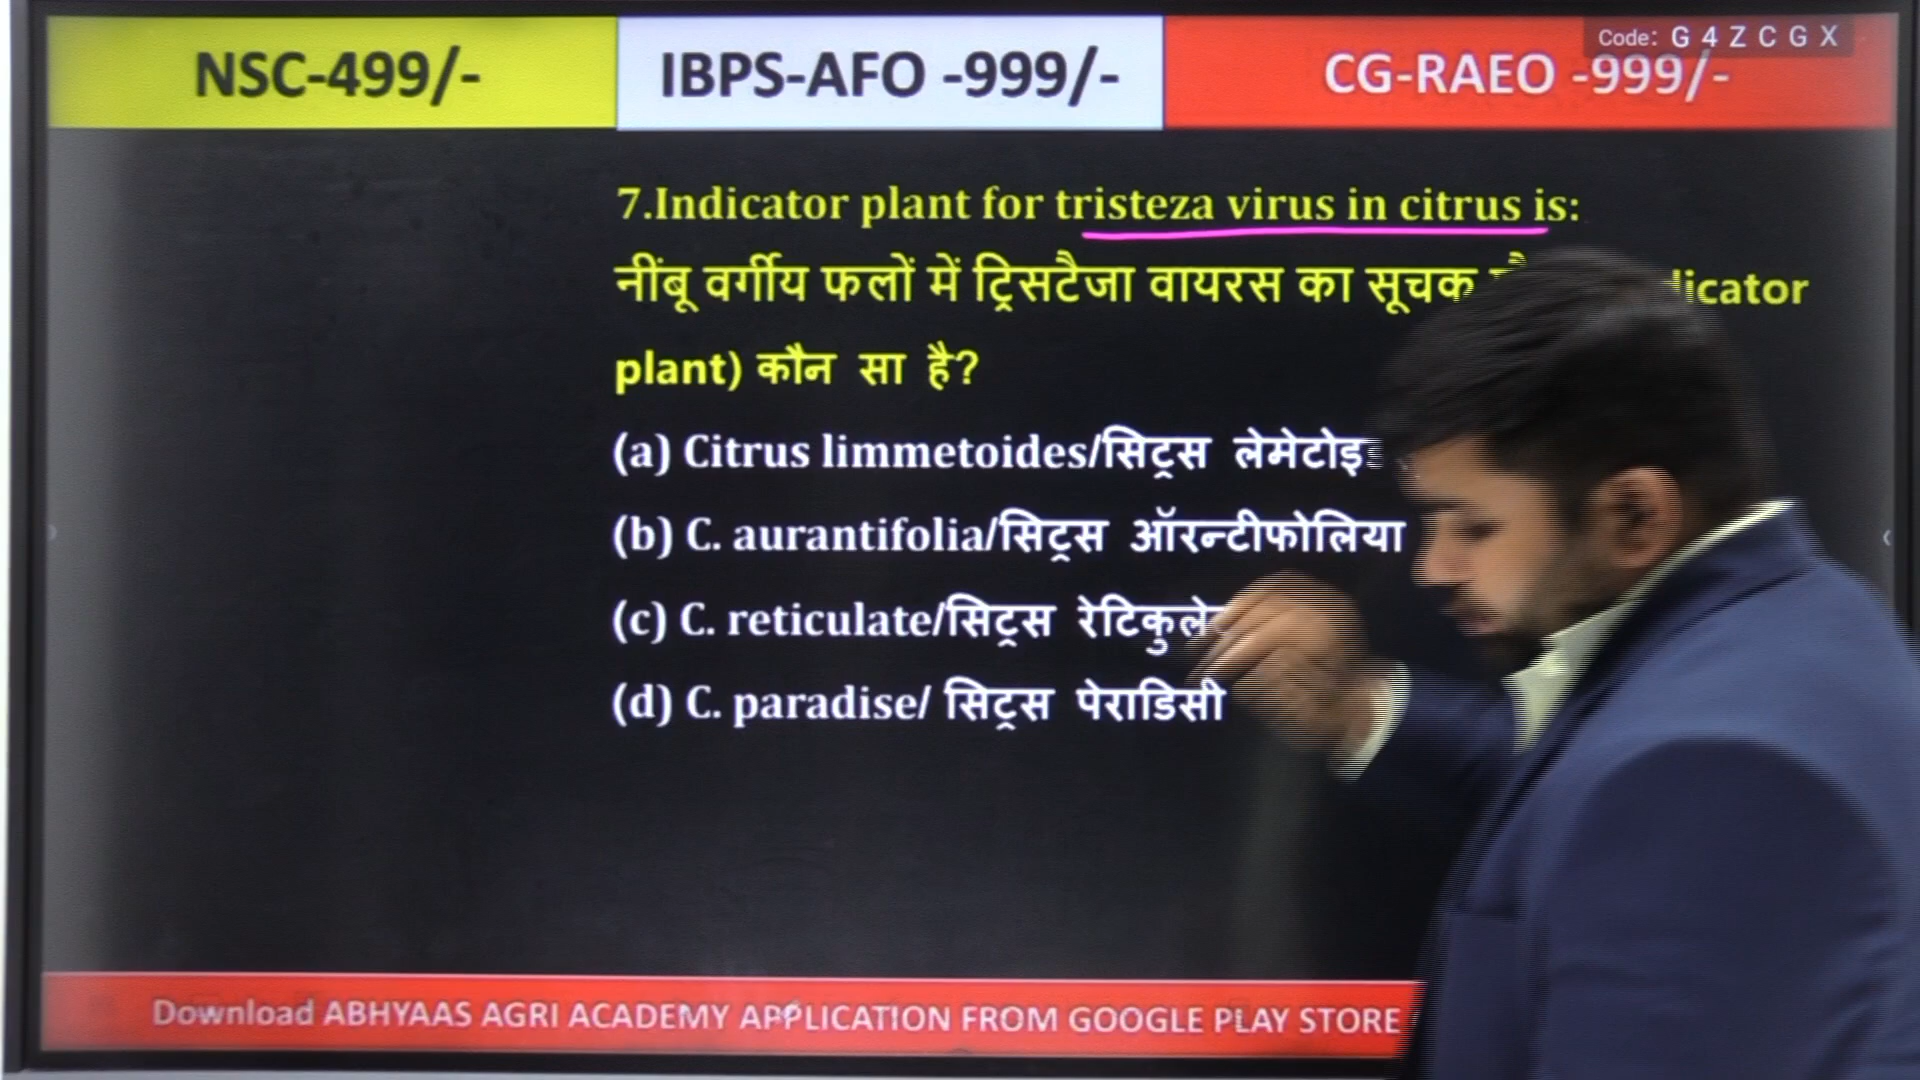 NSC-499/-
IBPS-AFO -999/-
CG-RAEO -999/-
Code: G 4 Z C G X
7.Indicator plant for tristeza virus in citrus is:
नींबू वर्गीय फलों में ट्रिसटैजा वायरस का सूचक
plant) कौन सा है?
(a) Citrus limmetoides/सिट्रस
(b) C. aurantifolia/सिट्रस ऑरन्टीफोलिया
(c) C. reticulate/सिट्रस
(d) C. paradise/ सिट्रस पेराडिसी
Download ABHYAAS AGRI ACADEMY APPLICATION FROM GOOGLE PLAY STORE